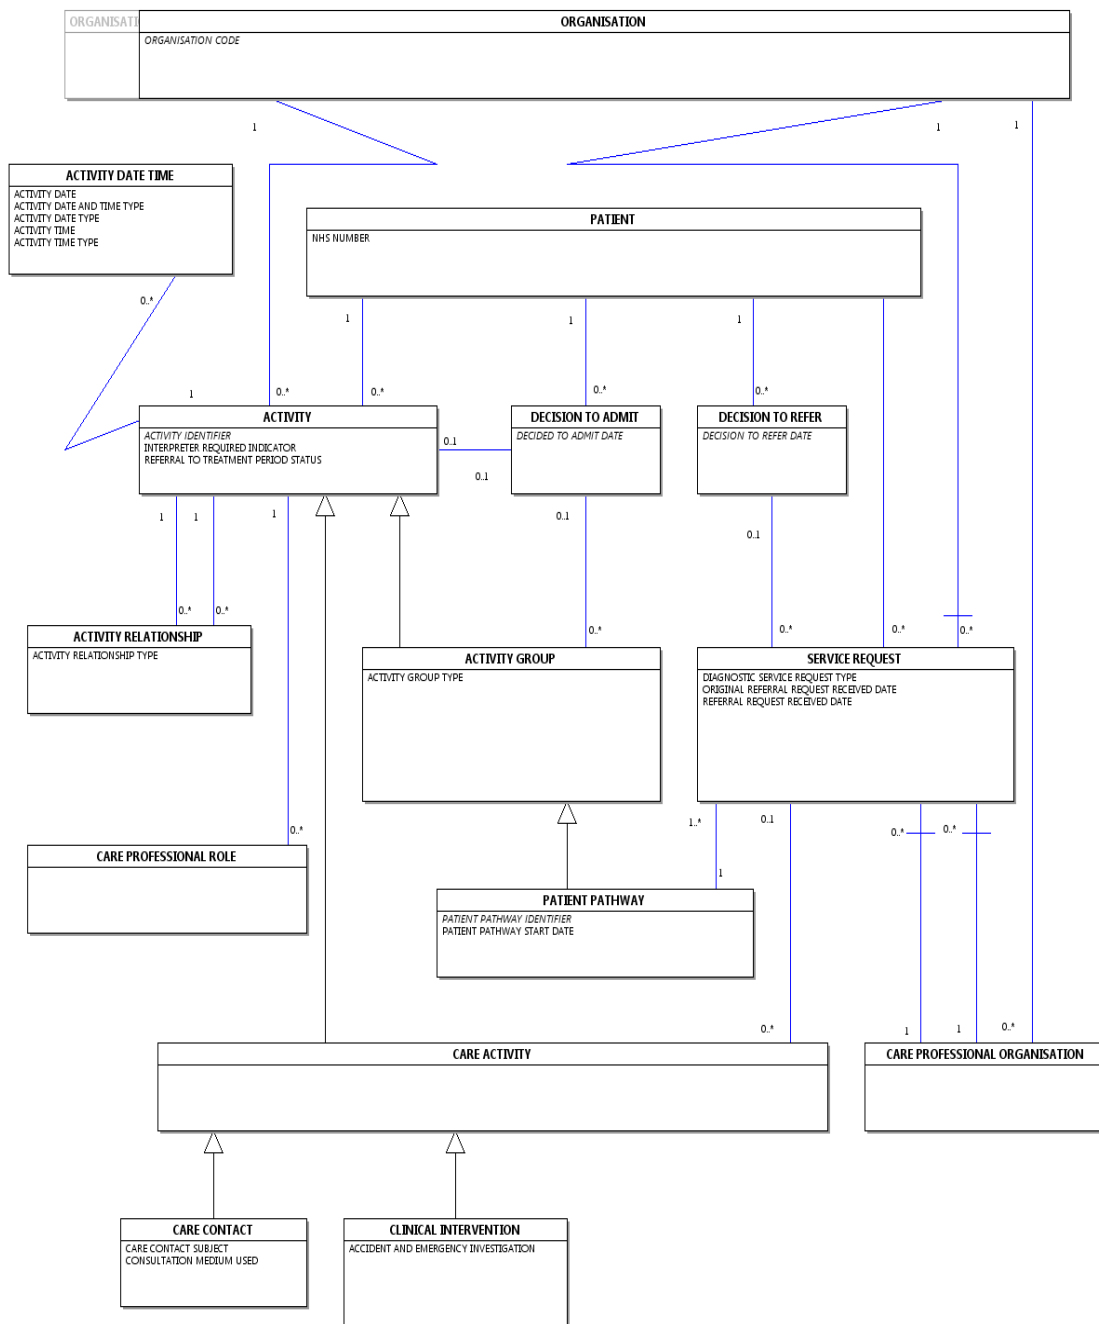 ORGANISATI
ORGANISATION
ORGANISATION CODE
1
1
1
ACTIVITY DATE TIME
ACTIVITY DATE
ACTIVITY DATE AND TIME TYPE
ACTIVITY DATE TYPE
ACTIVITY TIME
ACTIVITY TIME TYPE
PATIENT
NHS NUMBER
0..*
1
1
1
1
0..*
0..*
0..*
0..*
ACTIVITY
ACTIVITY IDENTIFIER
INTERPRETER REQUIRED INDICATOR
REFERRAL TO TREATMENT PERIOD STATUS
DECISION TO ADMIT
DECIDED TO ADMIT DATE
DECISION TO REFER
DECISION TO REFER DATE
0..1
0..1
1
1
1
0..1
0..1
0..*
0..*
0..*
0..*
0..*
0..*
ACTIVITY RELATIONSHIP
ACTIVITY RELATIONSHIP TYPE
ACTIVITY GROUP
ACTIVITY GROUP TYPE
SERVICE REQUEST
DIAGNOSTIC SERVICE REQUEST TYPE
ORIGINAL REFERRAL REQUEST RECEIVED DATE
REFERRAL REQUEST RECEIVED DATE
0..*
1..*
0..1
0..*
0..*
CARE PROFESSIONAL ROLE
1
PATIENT PATHWAY
PATIENT PATHWAY IDENTIFIER
PATIENT PATHWAY START DATE
0..*
1
1
0..*
CARE ACTIVITY
CARE PROFESSIONAL ORGANISATION
CARE CONTACT
CARE CONTACT SUBJECT
CONSULTATION MEDIUM USED
CLINICAL INTERVENTION
ACCIDENT AND EMERGENCY INVESTIGATION